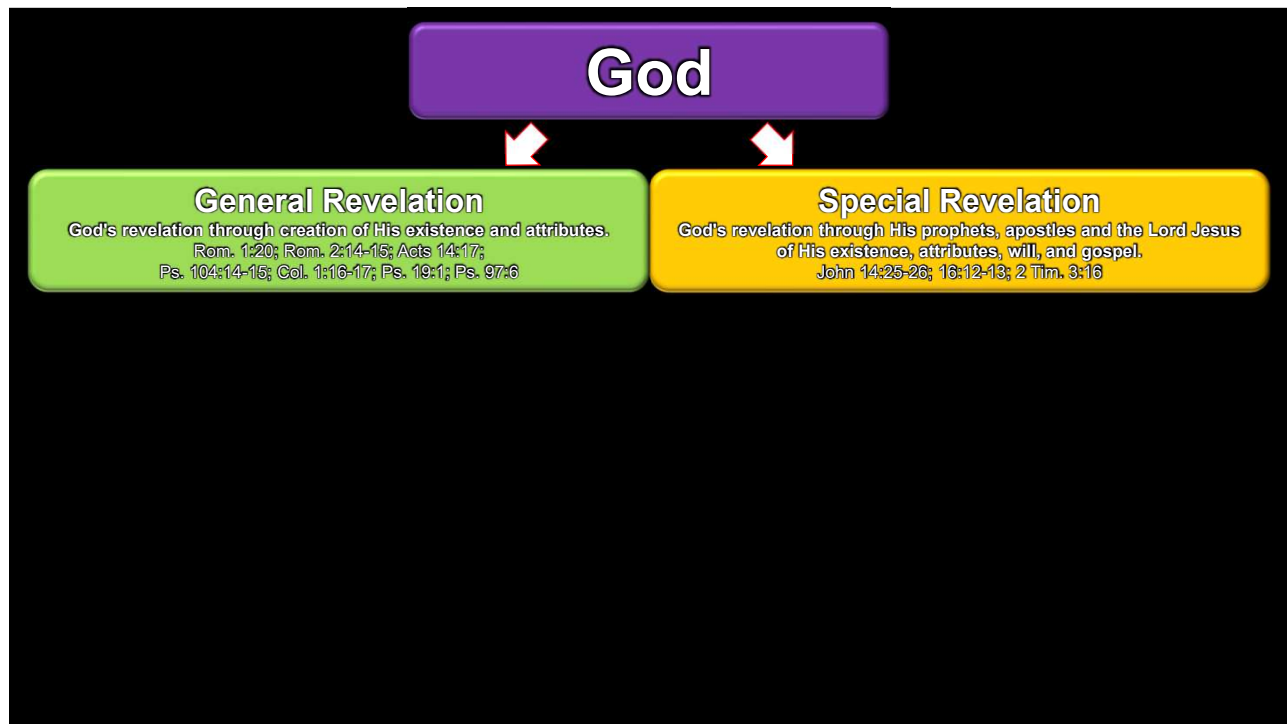 God
General Revelation
God's revelation through creation of His existence and attributes.
Rom. 1:20; Rom. 2:14-15; Acts 14:17;
Ps. 104:14-15; Col. 1:16-17; Ps. 19:1; Ps. 97:6
Special Revelation
God's revelation through His prophets, apostles and the Lord Jesus
of His existence, attributes, will, and gospel.
John 14:25-26; 16:12-13; 2 Tim. 3:16